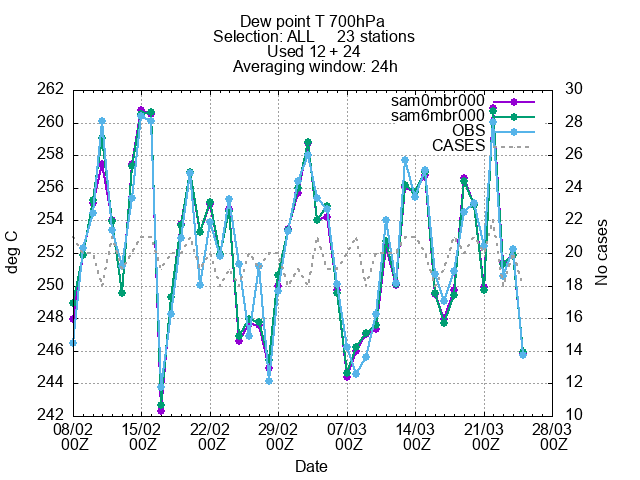 Dew point T 700hPa
Selection: ALL 23 stations
Used 12 + 24
Averaging window: 24h
sam0mbr000
sam6mbr000
OBS
CASES
262
260
258
256
254
252
250
248
246
244
242
30
28
26
24
22
20
18
16
14
12
10
deg C
No cases
08/02 15/02 22/02 29/02 07/03 14/03 21/03 28/03
00Z 00Z 00Z 00Z 00Z 00Z 00Z 00Z
Date